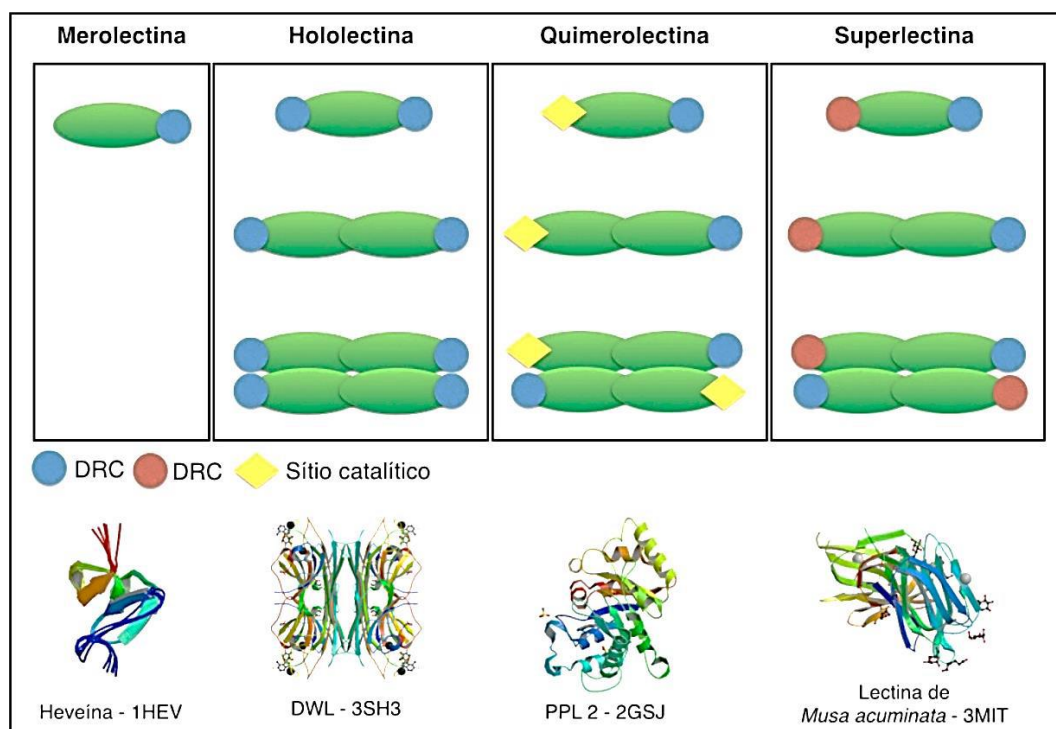 Merolectina
Hololectina
Quimerolectina
Superlectina
DRC
DRC
Sítio catalítico
Heveína - 1HEV
DWL - 3SH3
PPL 2 - 2GSJ
Lectina de
Musa acuminata - 3MIT